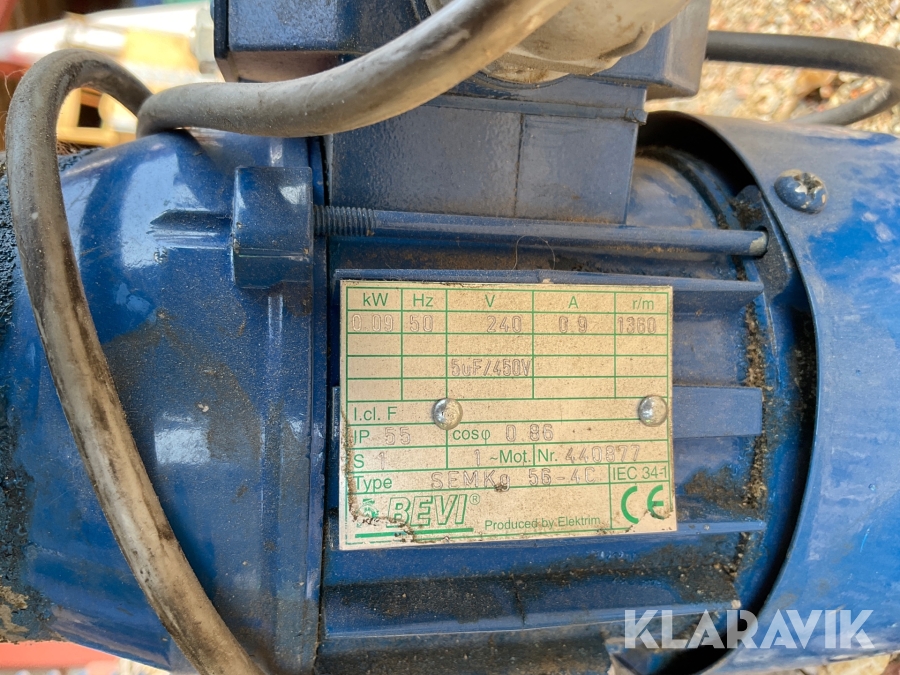 kW Hz V A r/m
0.09 50 240 0.9 1360
5uF/450V
I.cl. F
IP 55 cosφ 0.86
S 1 1 ~Mot. Nr. 440877
Type SEMKg 56-4C IEC 34-1
BEVI® Produced by Elektrim CE
KLARAVIK